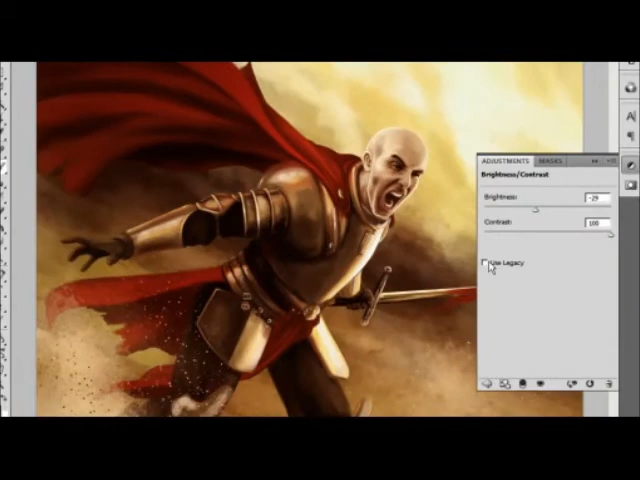 ADJUSTMENTS MASKS
Brightness/Contrast
Brightness: -29
Contrast: 100
Use Legacy
A